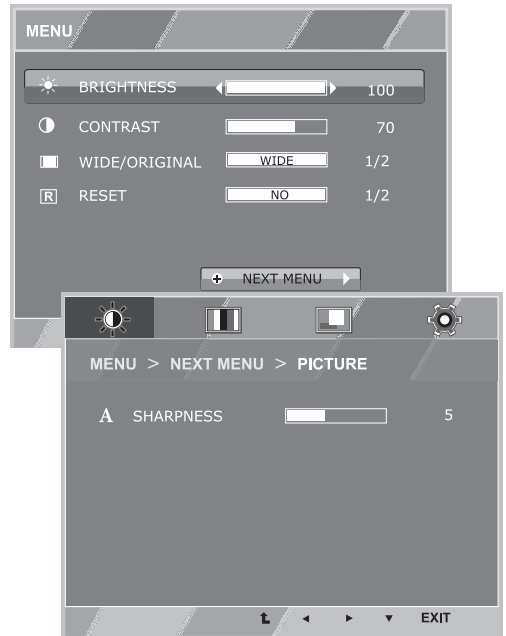 MENU
BRIGHTNESS 100
CONTRAST 70
WIDE/ORIGINAL WIDE 1/2
R RESET NO 1/2
NEXT MENU
MENU > NEXT MENU > PICTURE
A SHARPNESS 5
EXIT